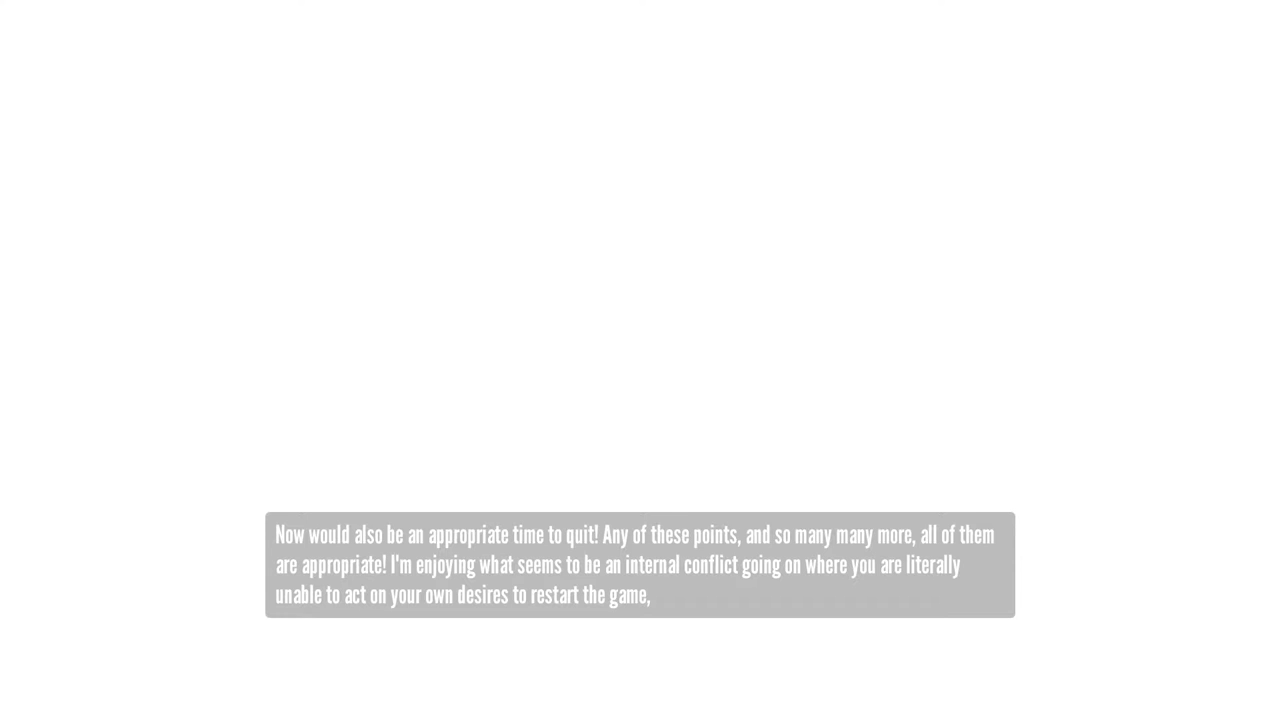 Now would also be an appropriate time to quit! Any of these points, and so many many more, all of them
are appropriate! I'm enjoying what seems to be an internal conflict going on where you are literally
unable to act on your own desires to restart the game,